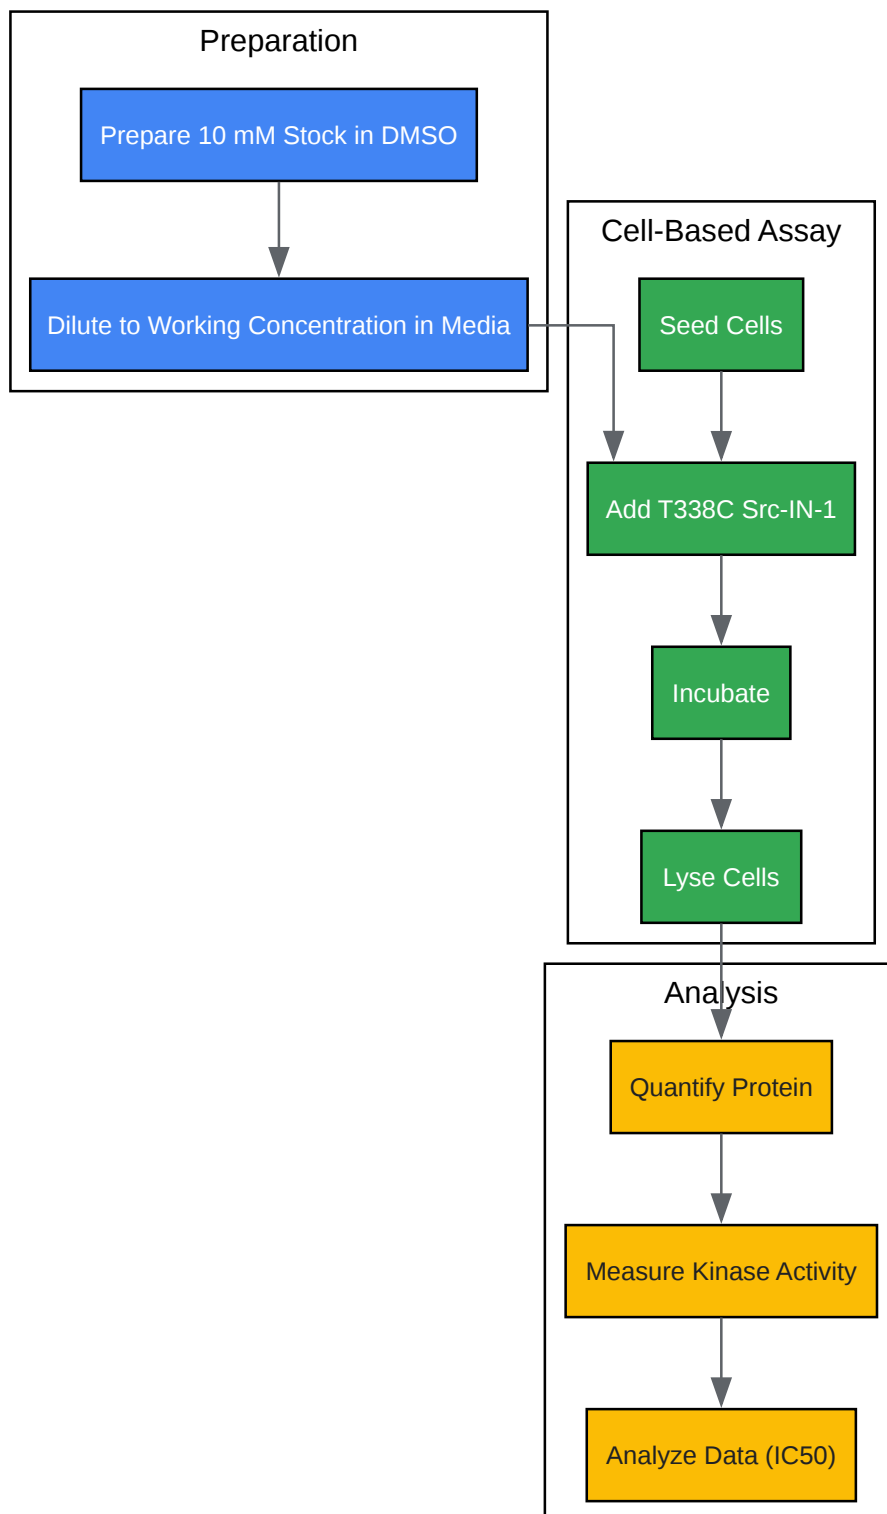 Preparation
Prepare 10 mM Stock in DMSO
Dilute to Working Concentration in Media
Cell-Based Assay
Seed Cells
Add T338C Src-IN-1
Incubate
Lyse Cells
Analysis
Quantify Protein
Measure Kinase Activity
Analyze Data (IC50)